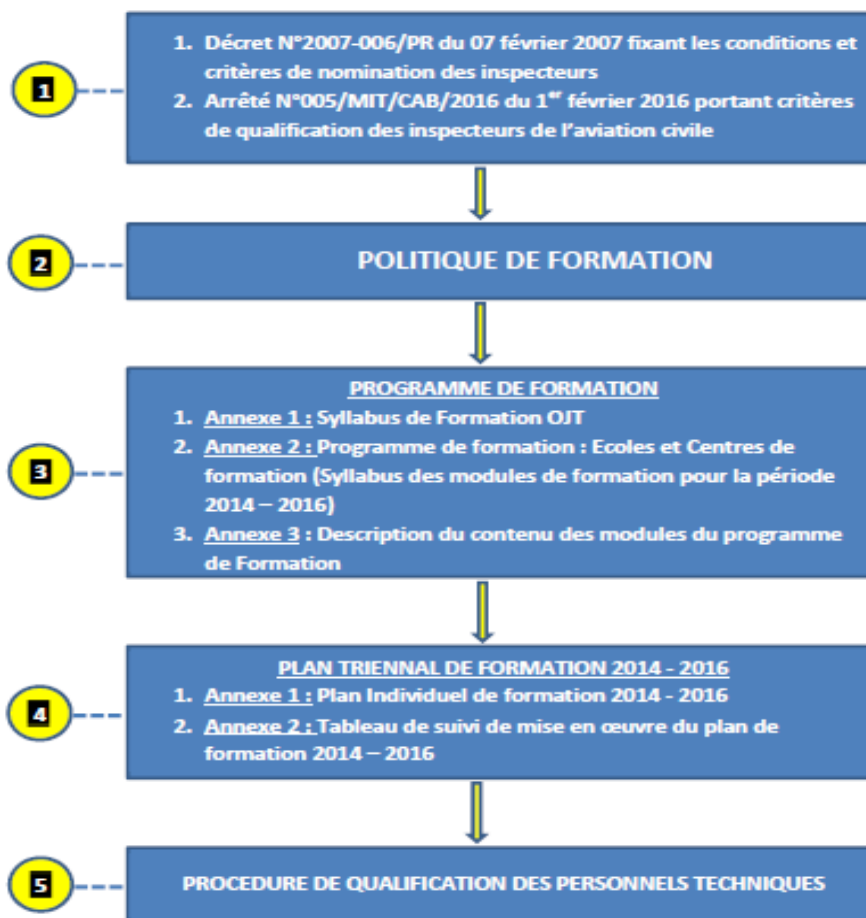 1
1. Décret N°2007-006/PR du 07 février 2007 fixant les conditions et
critères de nomination des inspecteurs
2. Arrêté N°005/MIT/CAB/2016 du 1er février 2016 portant critères
de qualification des inspecteurs de l'aviation civile
2
POLITIQUE DE FORMATION
3
PROGRAMME DE FORMATION
1. Annexe 1 : Syllabus de Formation OJT
2. Annexe 2 : Programme de formation : Ecoles et Centres de
formation (Syllabus des modules de formation pour la période
2014 – 2016)
3. Annexe 3 : Description du contenu des modules du programme
de Formation
4
PLAN TRIENNAL DE FORMATION 2014 - 2016
1. Annexe 1 : Plan Individuel de formation 2014 - 2016
2. Annexe 2 : Tableau de suivi de mise en œuvre du plan de
formation 2014 – 2016
5
PROCEDURE DE QUALIFICATION DES PERSONNELS TECHNIQUES